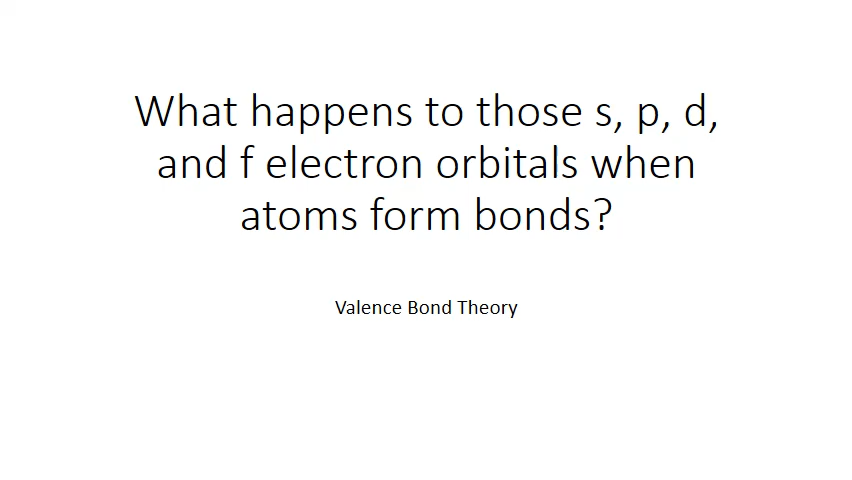 What happens to those s, p, d,
and f electron orbitals when
atoms form bonds?
Valence Bond Theory